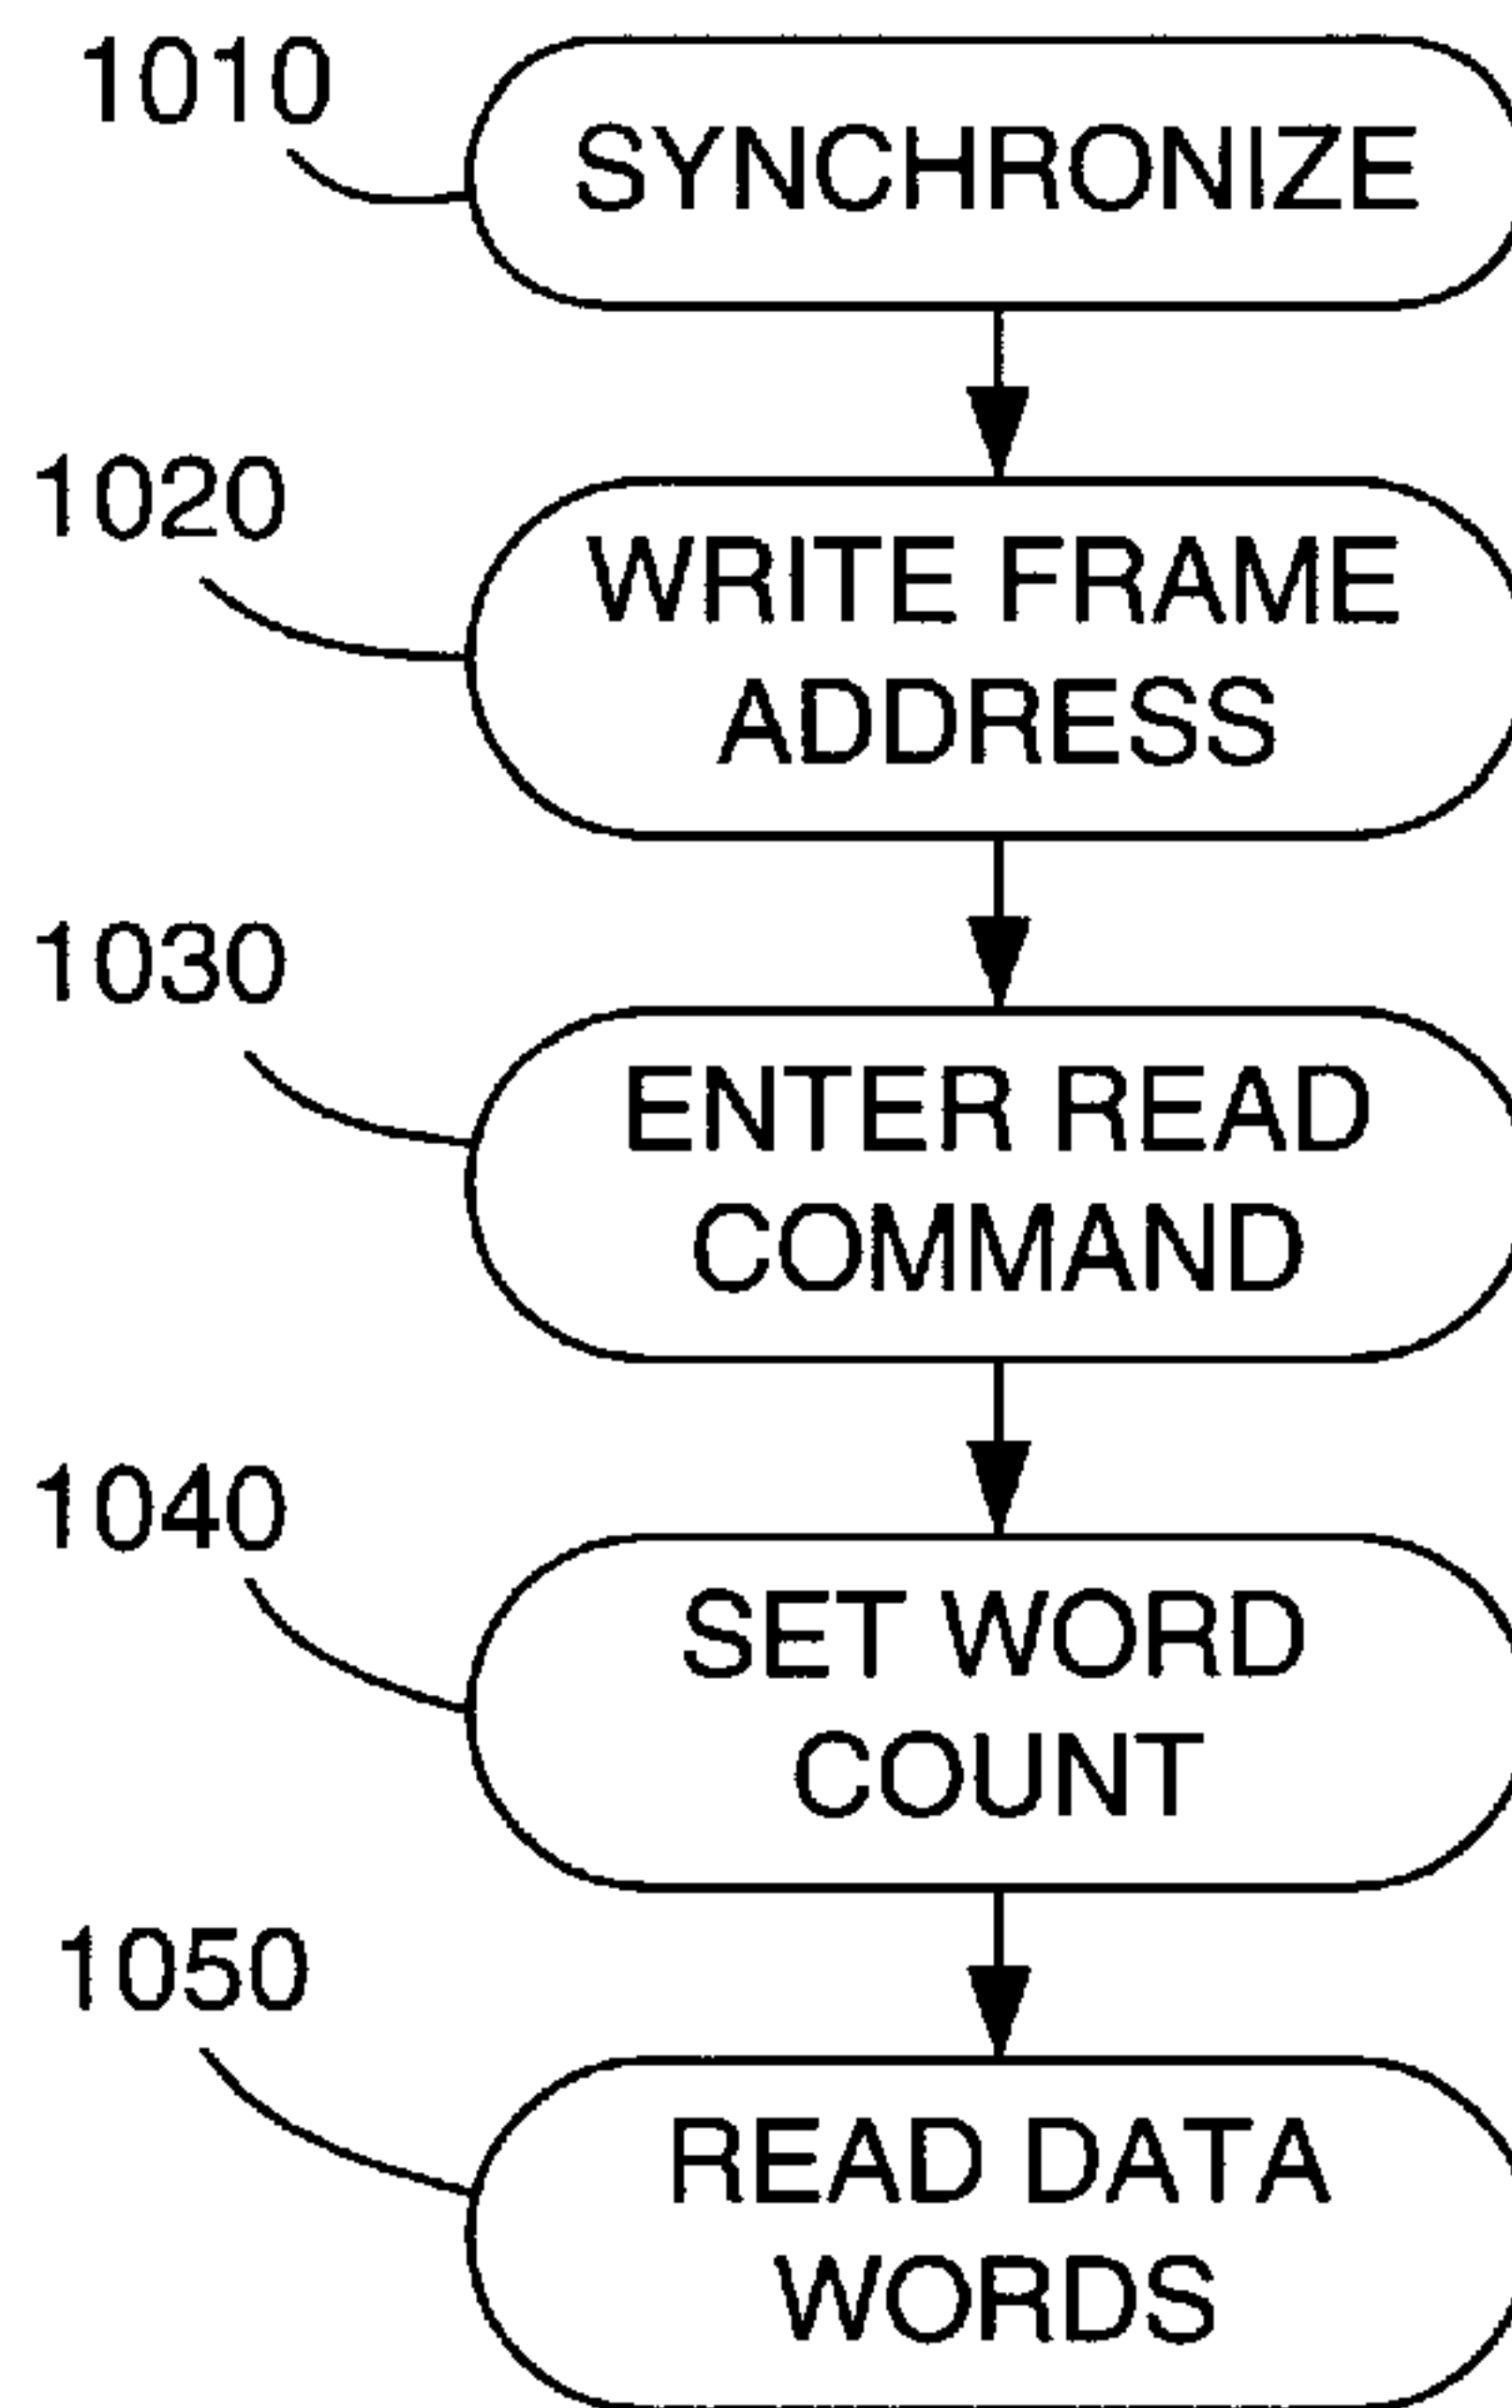 1010
SYNCHRONIZE
1020
WRITE FRAME
ADDRESS
1030
ENTER READ
COMMAND
1040
SET WORD
COUNT
1050
READ DATA
WORDS